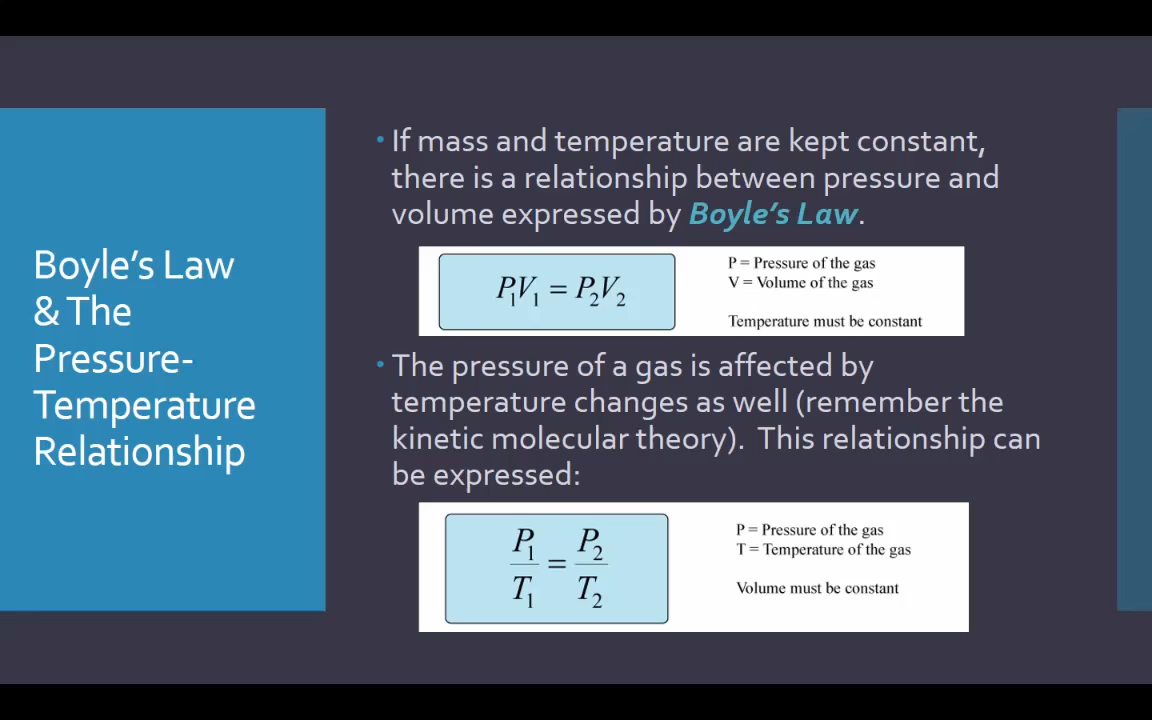 Boyle's Law
& The
Pressure-
Temperature
Relationship
If mass and temperature are kept constant,
there is a relationship between pressure and
volume expressed by Boyle's Law.
P₁V₁ = P₂V₂
P = Pressure of the gas
V = Volume of the gas
Temperature must be constant
The pressure of a gas is affected by
temperature changes as well (remember the
kinetic molecular theory). This relationship can
be expressed:
P₁/T₁ = P₂/T₂
P = Pressure of the gas
T = Temperature of the gas
Volume must be constant